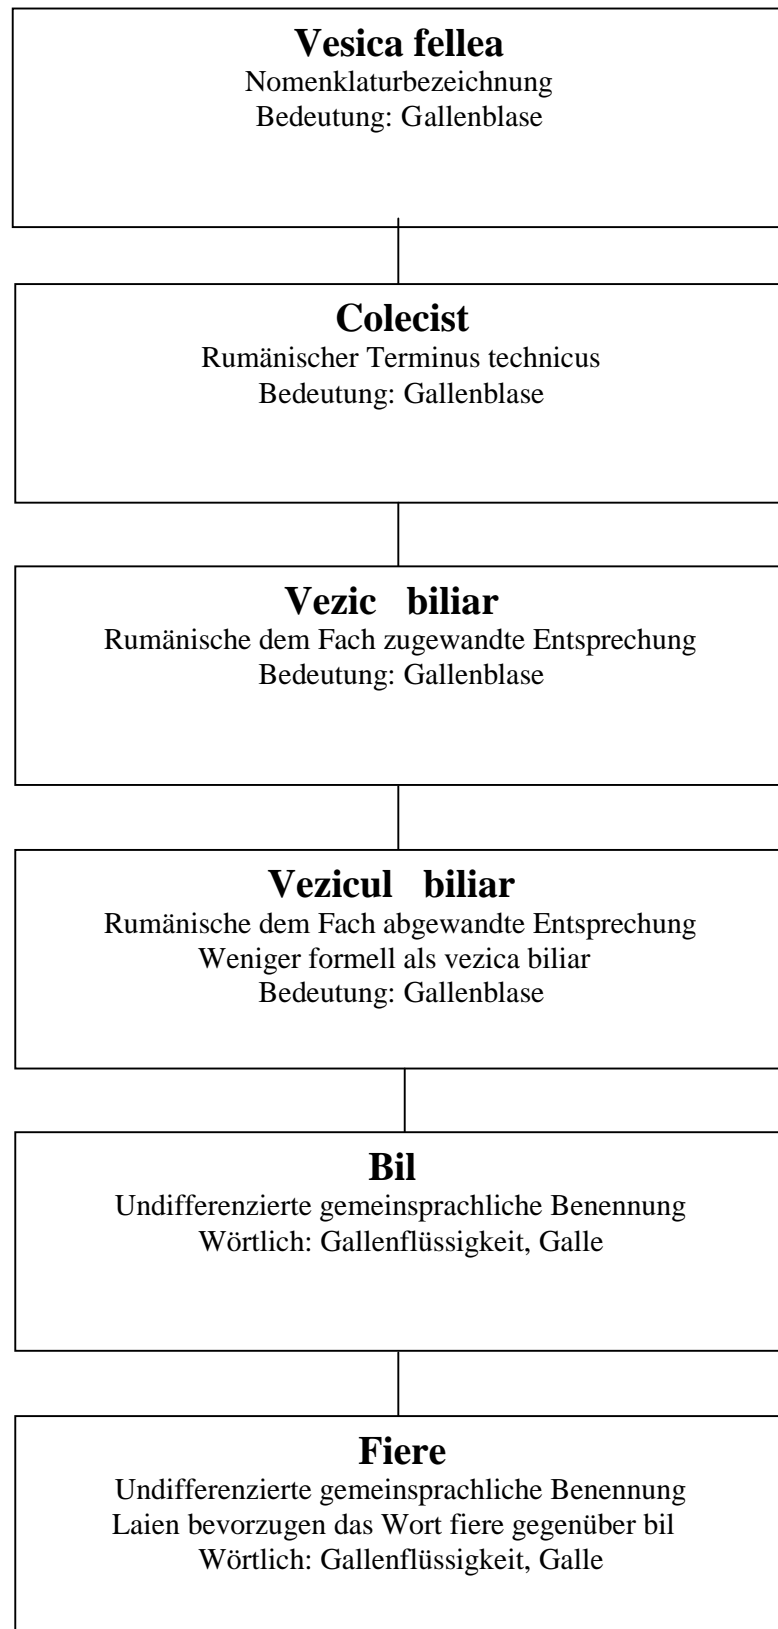 Vesica fellea
Nomenklaturbezeichnung
Bedeutung: Gallenblase
Colecist
Rumänischer Terminus technicus
Bedeutung: Gallenblase
Vezic biliar
Rumänische dem Fach zugewandte Entsprechung
Bedeutung: Gallenblase
Vezicul biliar
Rumänische dem Fach abgewandte Entsprechung
Weniger formell als vezica biliar
Bedeutung: Gallenblase
Bil
Undifferenzierte gemeinsprachliche Benennung
Wörtlich: Gallenflüssigkeit, Galle
Fiere
Undifferenzierte gemeinsprachliche Benennung
Laien bevorzugen das Wort fiere gegenüber bil
Wörtlich: Gallenflüssigkeit, Galle